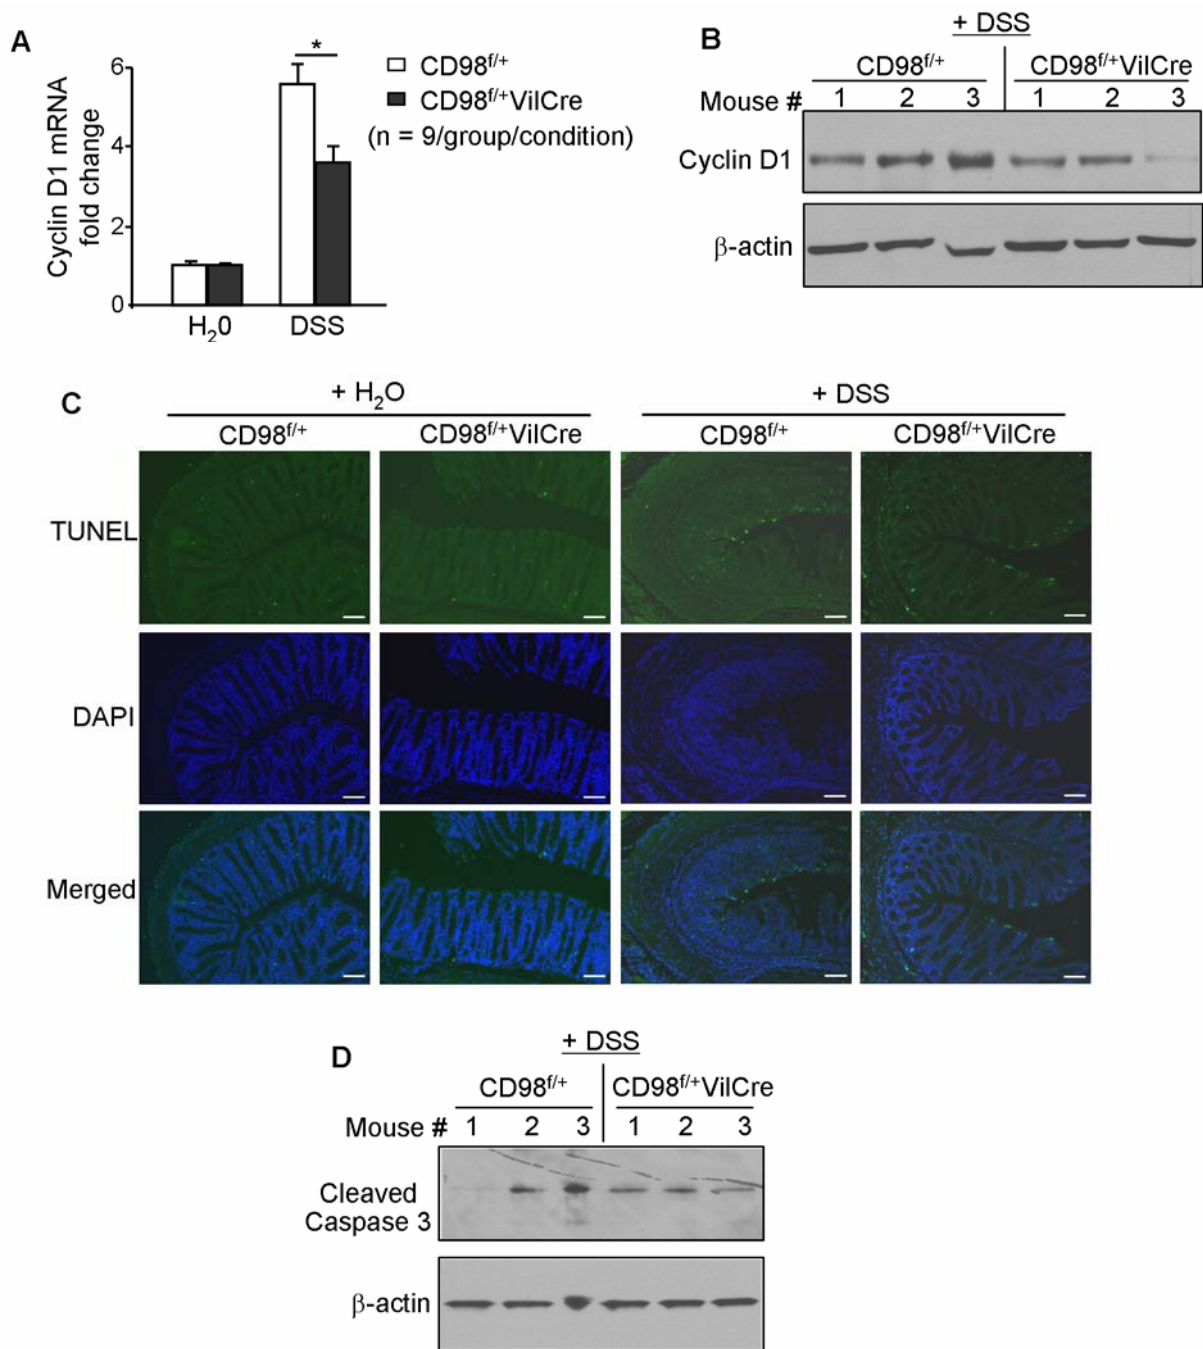 A
Cyclin D1 mRNA
fold change
6
4
2
0
H₂0
DSS
*
CD98ᶠ/⁺
CD98ᶠ/⁺VilCre
(n = 9/group/condition)
B
+ DSS
CD98ᶠ/⁺ CD98ᶠ/⁺VilCre
Mouse # 1 2 3 1 2 3
Cyclin D1
β-actin
C
+ H₂O + DSS
CD98ᶠ/⁺ CD98ᶠ/⁺VilCre CD98ᶠ/⁺ CD98ᶠ/⁺VilCre
TUNEL
DAPI
Merged
D
+ DSS
CD98ᶠ/⁺ CD98ᶠ/⁺VilCre
Mouse # 1 2 3 1 2 3
Cleaved
Caspase 3
β-actin